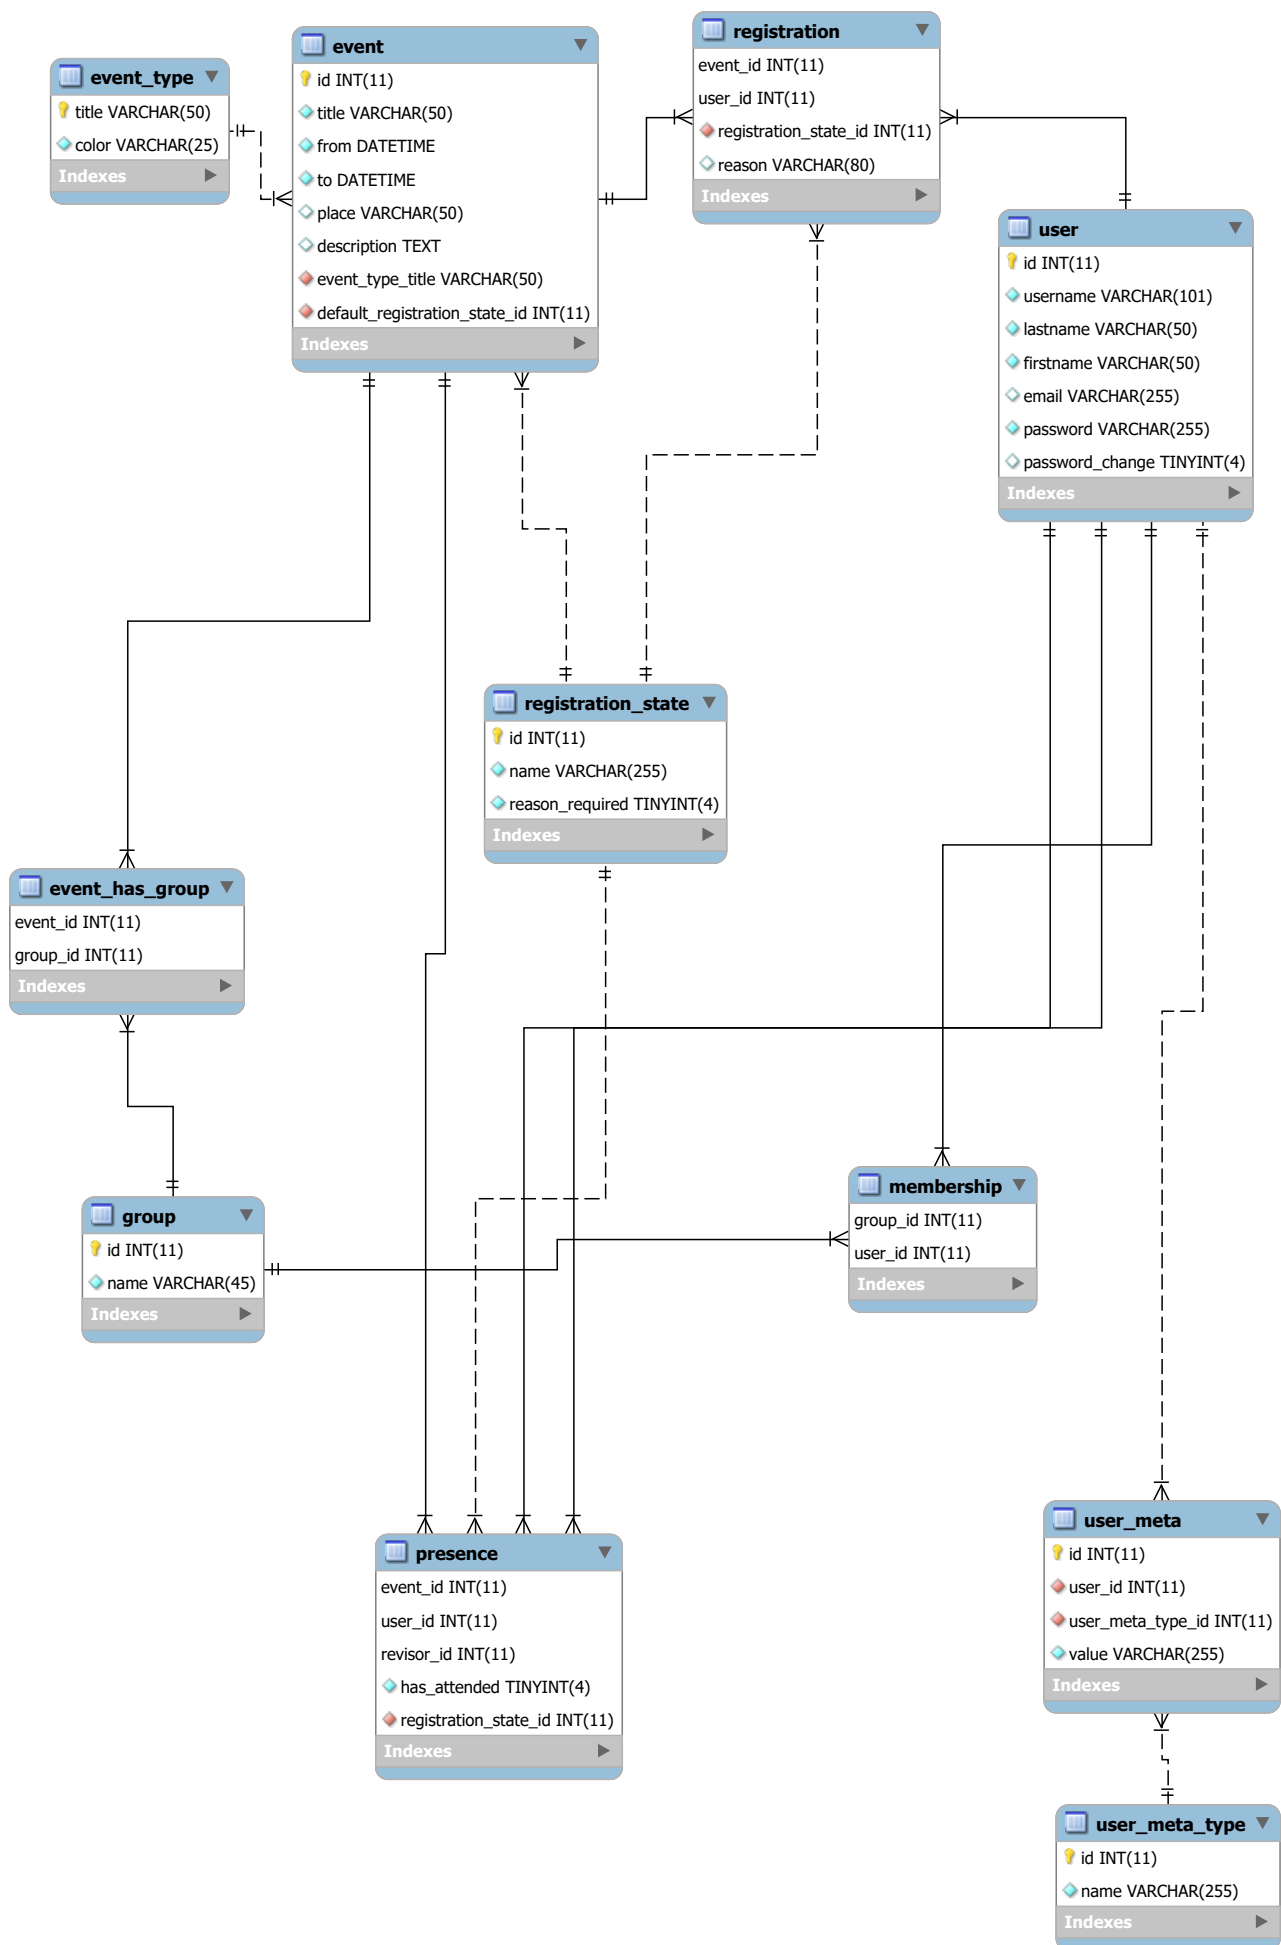 event_type
title VARCHAR(50)
color VARCHAR(25)
Indexes
event
id INT(11)
title VARCHAR(50)
from DATETIME
to DATETIME
place VARCHAR(50)
description TEXT
event_type_title VARCHAR(50)
default_registration_state_id INT(11)
Indexes
registration
event_id INT(11)
user_id INT(11)
registration_state_id INT(11)
reason VARCHAR(80)
Indexes
user
id INT(11)
username VARCHAR(101)
lastname VARCHAR(50)
firstname VARCHAR(50)
email VARCHAR(255)
password VARCHAR(255)
password_change TINYINT(4)
Indexes
registration_state
id INT(11)
name VARCHAR(255)
reason_required TINYINT(4)
Indexes
event_has_group
event_id INT(11)
group_id INT(11)
Indexes
group
id INT(11)
name VARCHAR(45)
Indexes
membership
group_id INT(11)
user_id INT(11)
Indexes
presence
event_id INT(11)
user_id INT(11)
revisor_id INT(11)
has_attended TINYINT(4)
registration_state_id INT(11)
Indexes
user_meta
id INT(11)
user_id INT(11)
user_meta_type_id INT(11)
value VARCHAR(255)
Indexes
user_meta_type
id INT(11)
name VARCHAR(255)
Indexes